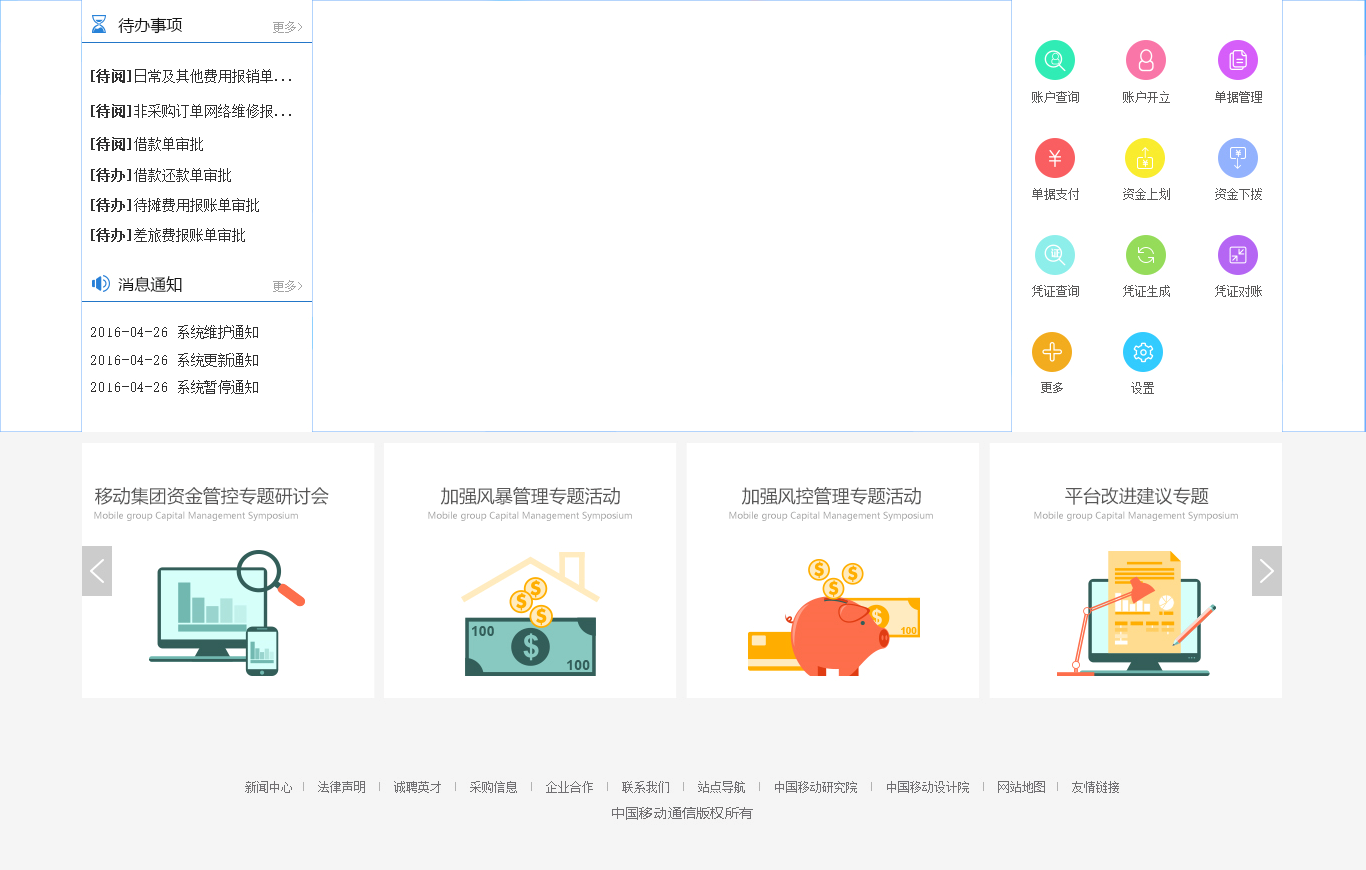 待办事项 更多>
[待阅]日常及其他费用报销单...
[待阅]非采购订单网络维修报...
[待阅]借款单审批
[待办]借款还款单审批
[待办]待摊费用报账单审批
[待办]差旅费报账单审批
消息通知 更多>
2016-04-26 系统维护通知
2016-04-26 系统更新通知
2016-04-26 系统暂停通知
账户查询 账户开立 单据管理
¥ ¥ ¥
单据支付 资金上划 资金下拨
证
凭证查询 凭证生成 凭证对账
更多 设置
移动集团资金管控专题研讨会
Mobile group Capital Management Symposium
加强风暴管理专题活动
Mobile group Capital Management Symposium
$
$
$
100 $ 100
加强风控管理专题活动
Mobile group Capital Management Symposium
$ $
$
$ 100
平台改进建议专题
Mobile group Capital Management Symposium
新闻中心 | 法律声明 | 诚聘英才 | 采购信息 | 企业合作 | 联系我们 | 站点导航 | 中国移动研究院 | 中国移动设计院 | 网站地图 | 友情链接
中国移动通信版权所有